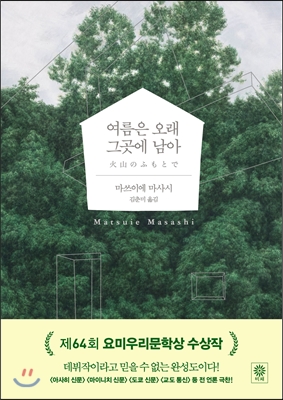 여름은 오래
그곳에 남아
火山のふもとで
마쓰이에 마사시
김춘미 옮김
Matsuie Masashi
제64회 요미우리문학상 수상작
데뷔작이라고 믿을 수 없는 완성도이다!
〈아사히 신문〉 〈마이니치 신문〉 〈도쿄 신문〉 〈교도 통신〉 등 전 언론 극찬!
비채